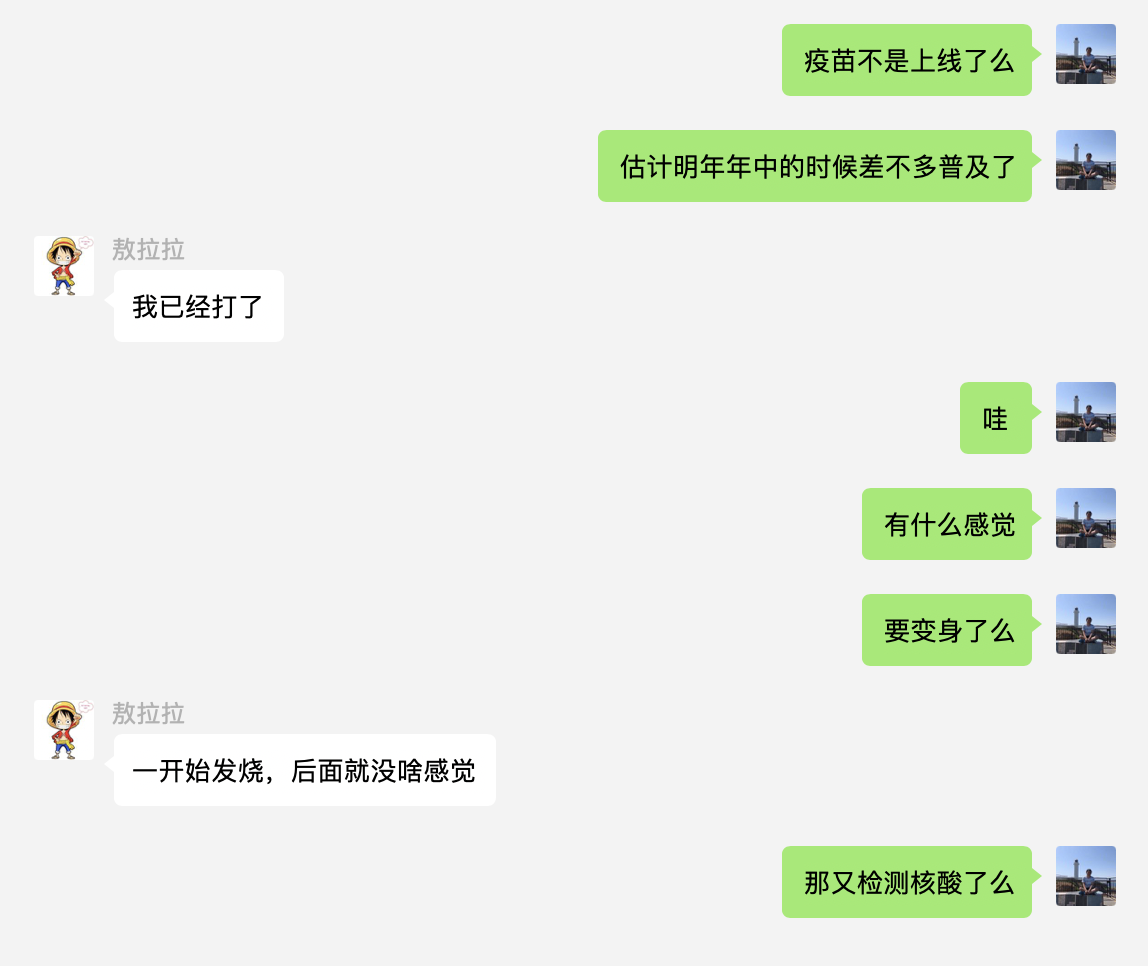 疫苗不是上线了么
估计明年年中的时候差不多普及了
敖拉拉
我已经打了
哇
有什么感觉
要变身了么
敖拉拉
一开始发烧，后面就没啥感觉
那又检测核酸了么